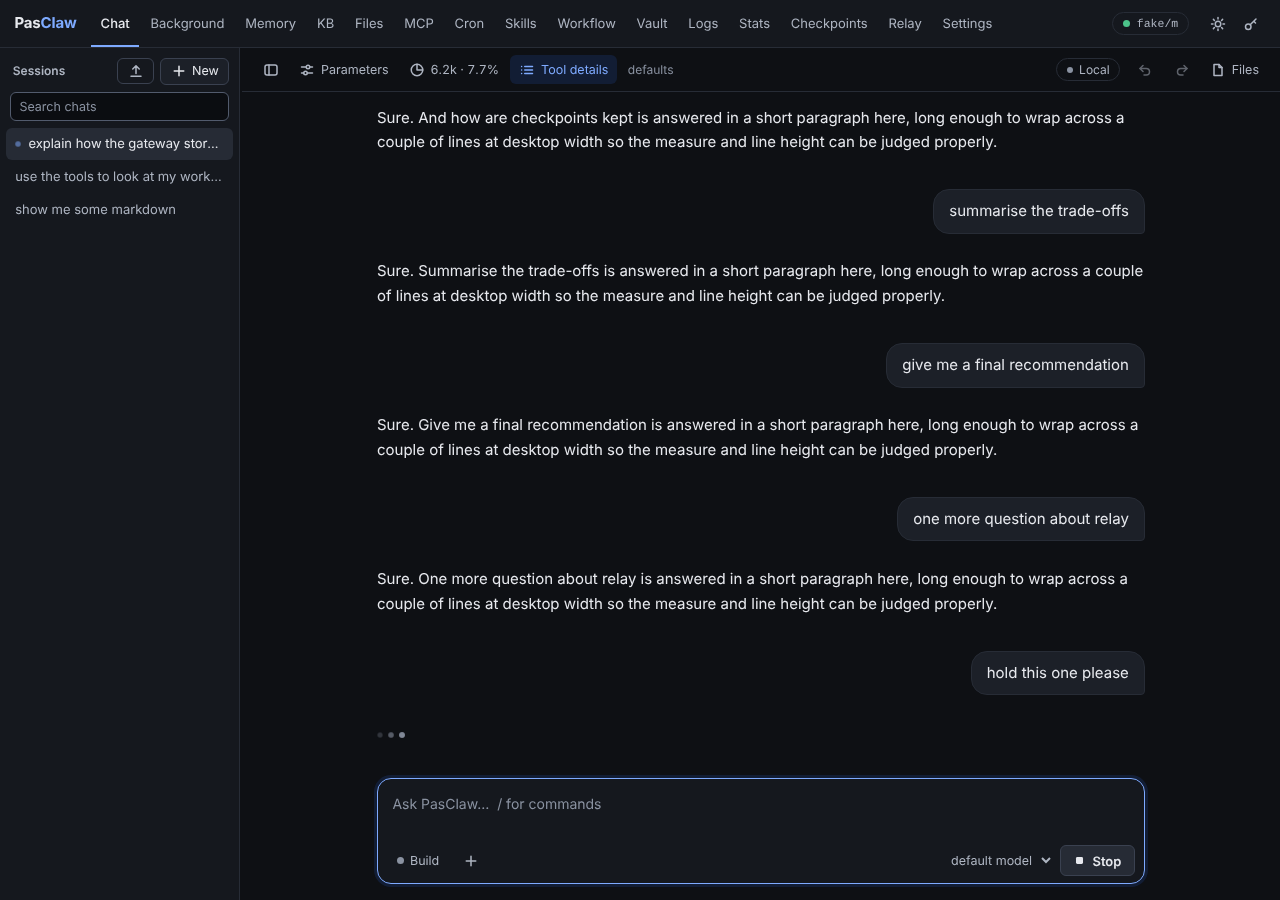 PasClaw Chat Background Memory KB Files MCP Cron Skills Workflow Vault Logs Stats Checkpoints Relay Settings fake/m
Sessions New
Search chats
explain how the gateway stor...
use the tools to look at my work...
show me some markdown
Parameters 6.2k · 7.7% Tool details defaults Local Files
Sure. And how are checkpoints kept is answered in a short paragraph here, long enough to wrap across a
couple of lines at desktop width so the measure and line height can be judged properly.
summarise the trade-offs
Sure. Summarise the trade-offs is answered in a short paragraph here, long enough to wrap across a couple
of lines at desktop width so the measure and line height can be judged properly.
give me a final recommendation
Sure. Give me a final recommendation is answered in a short paragraph here, long enough to wrap across a
couple of lines at desktop width so the measure and line height can be judged properly.
one more question about relay
Sure. One more question about relay is answered in a short paragraph here, long enough to wrap across a
couple of lines at desktop width so the measure and line height can be judged properly.
hold this one please
Ask PasClaw... / for commands
Build default model Stop